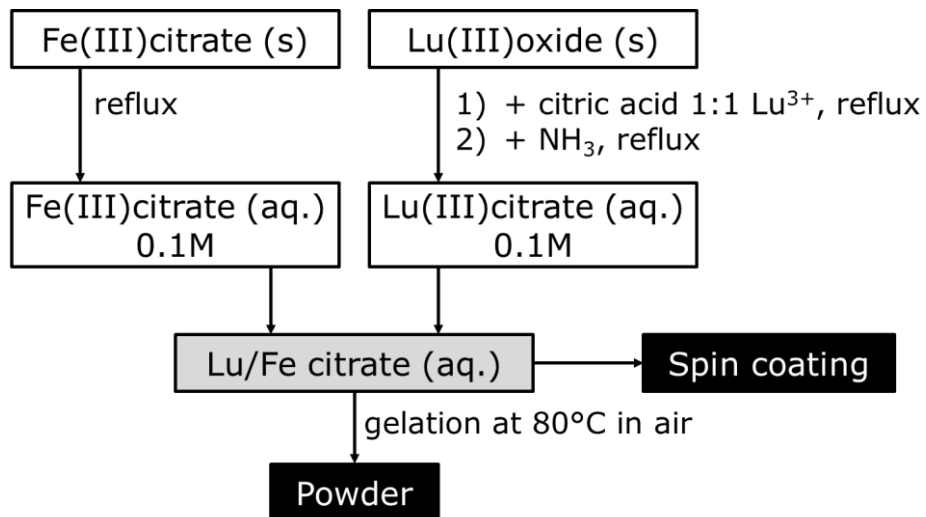 Fe(III)citrate (s)
Lu(III)oxide (s)
reflux
1) + citric acid 1:1 Lu³⁺, reflux
2) + NH₃, reflux
Fe(III)citrate (aq.)
0.1M
Lu(III)citrate (aq.)
0.1M
Lu/Fe citrate (aq.)
Spin coating
gelation at 80°C in air
Powder